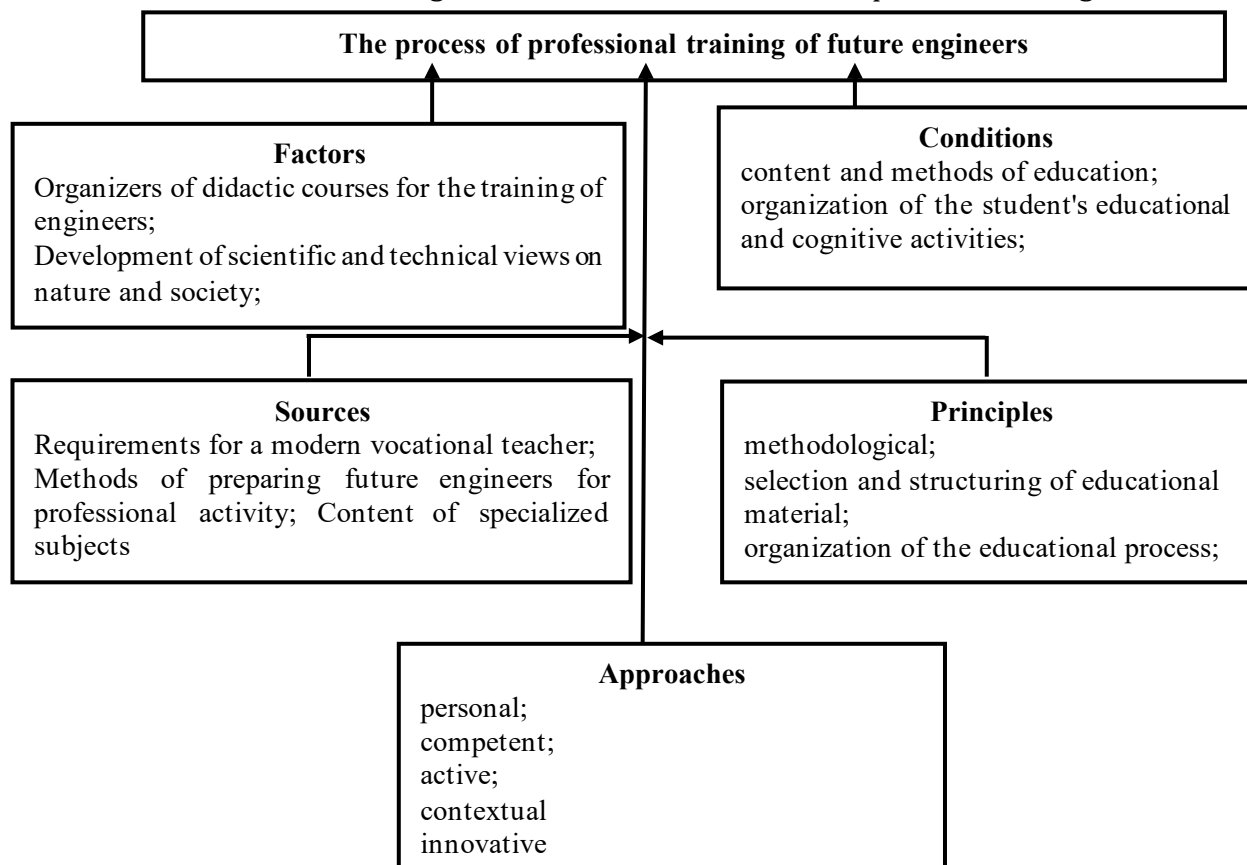 The process of professional training of future engineers
Factors
Organizers of didactic courses for the training of
engineers;
Development of scientific and technical views on
nature and society;
Conditions
content and methods of education;
organization of the student's educational
and cognitive activities;
Sources
Requirements for a modern vocational teacher;
Methods of preparing future engineers for
professional activity; Content of specialized
subjects
Principles
methodological;
selection and structuring of educational
material;
organization of the educational process;
Approaches
personal;
competent;
active;
contextual
innovative